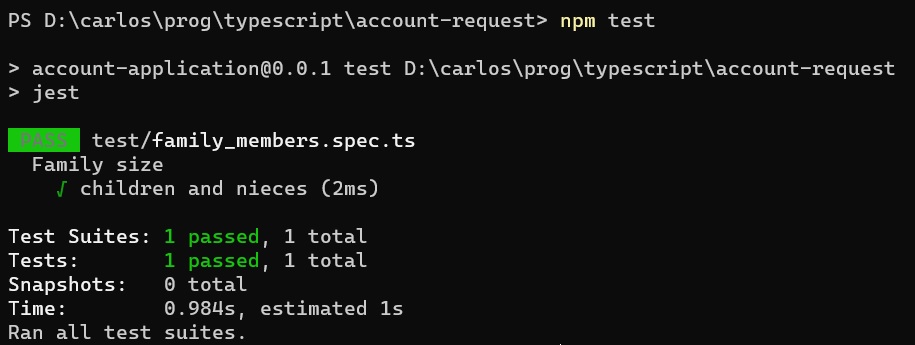 PS D:\carlos\prog\typescript\account-request> npm test
> account-application@0.0.1 test D:\carlos\prog\typescript\account-request
> jest
PASS test/family_members.spec.ts
Family size
√ children and nieces (2ms)
Test Suites: 1 passed, 1 total
Tests: 1 passed, 1 total
Snapshots: 0 total
Time: 0.984s, estimated 1s
Ran all test suites.